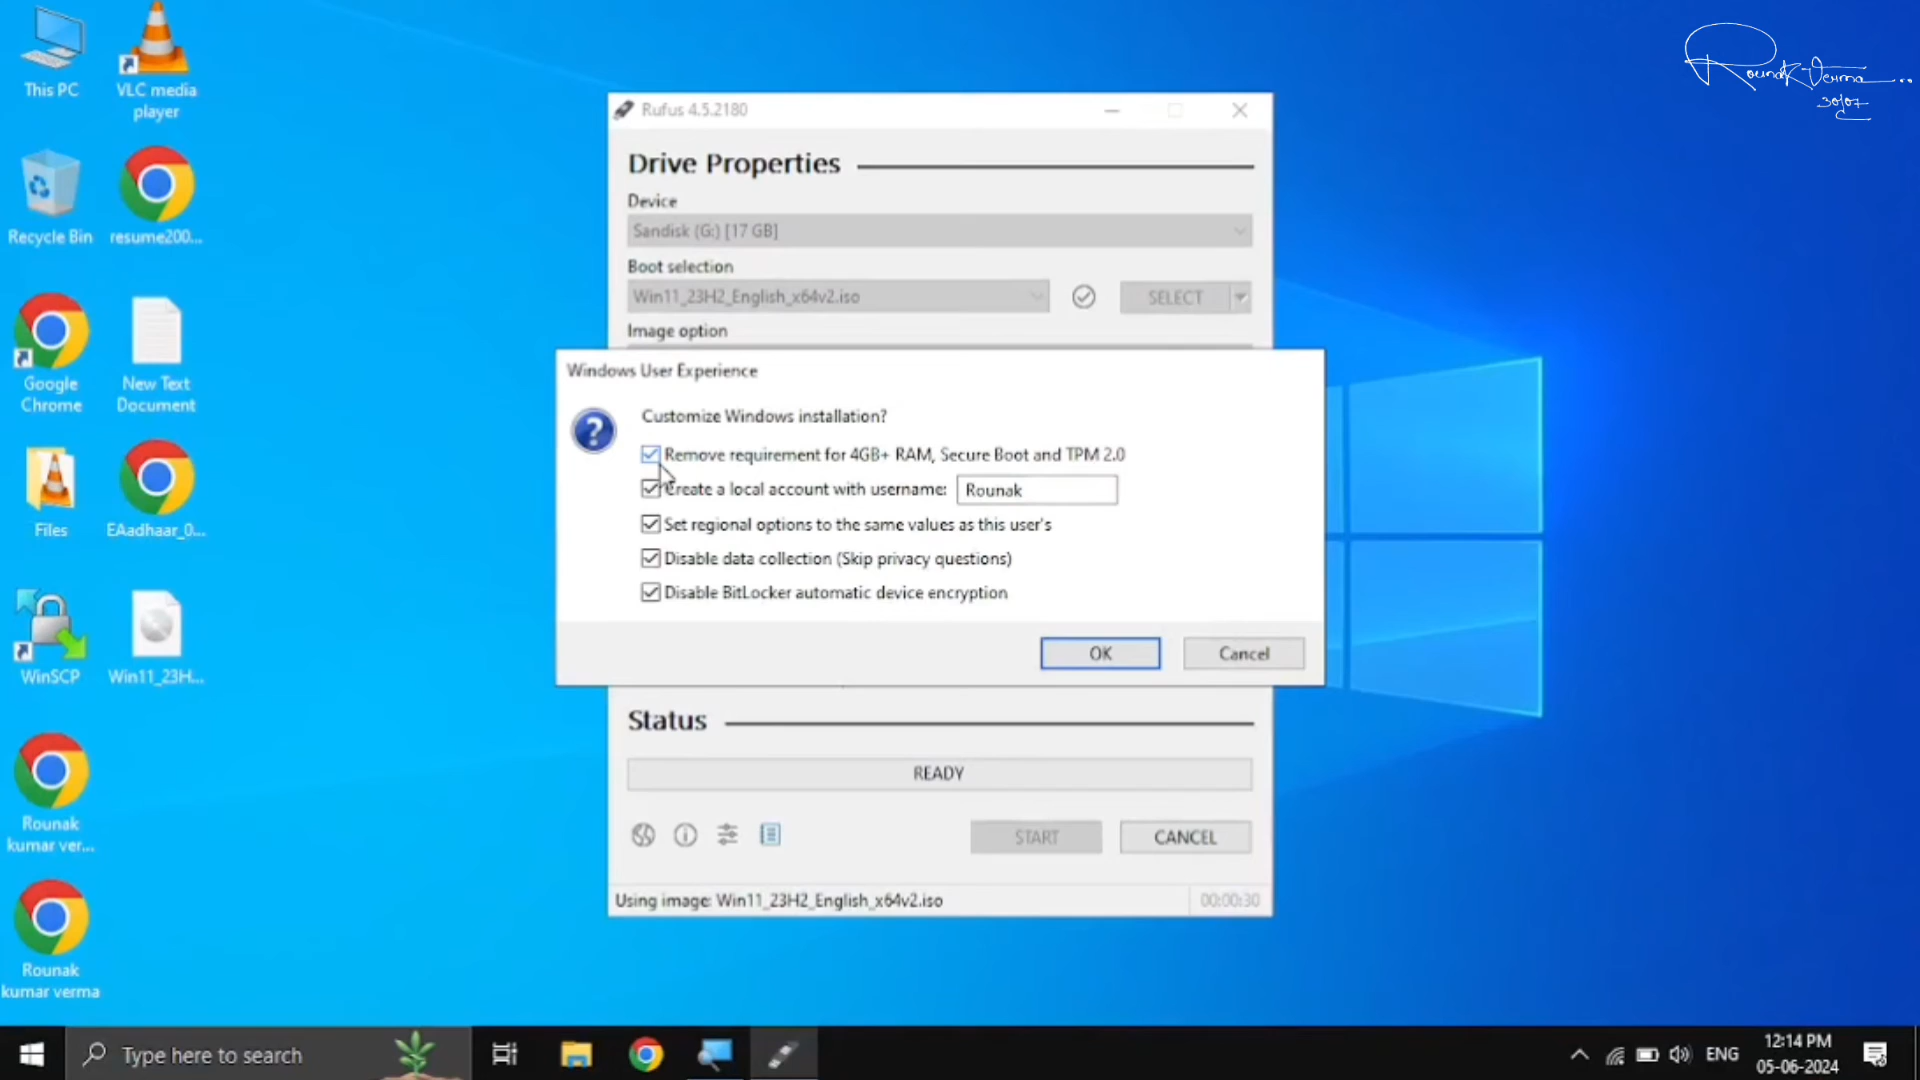 This PC
VLC media
player
Recycle Bin
resume200...
Google
Chrome
New Text
Document
Files
EAadhaar_0...
WinSCP
Win11_23H...
Rounak
kumar ver...
Rounak
kumar verma
Rounak Verma
30/07
Rufus 4.5.2180
Drive Properties
Device
Sandisk (G:) [17 GB]
Boot selection
Win11_23H2_English_x64v2.iso
SELECT
Image option
Windows User Experience
Customize Windows installation?
Remove requirement for 4GB+ RAM, Secure Boot and TPM 2.0
Create a local account with username: Rounak
Set regional options to the same values as this user's
Disable data collection (Skip privacy questions)
Disable BitLocker automatic device encryption
OK
Cancel
Status
READY
START
CANCEL
Using image: Win11_23H2_English_x64v2.iso
00:00:30
Type here to search
ENG
12:14 PM
05-06-2024